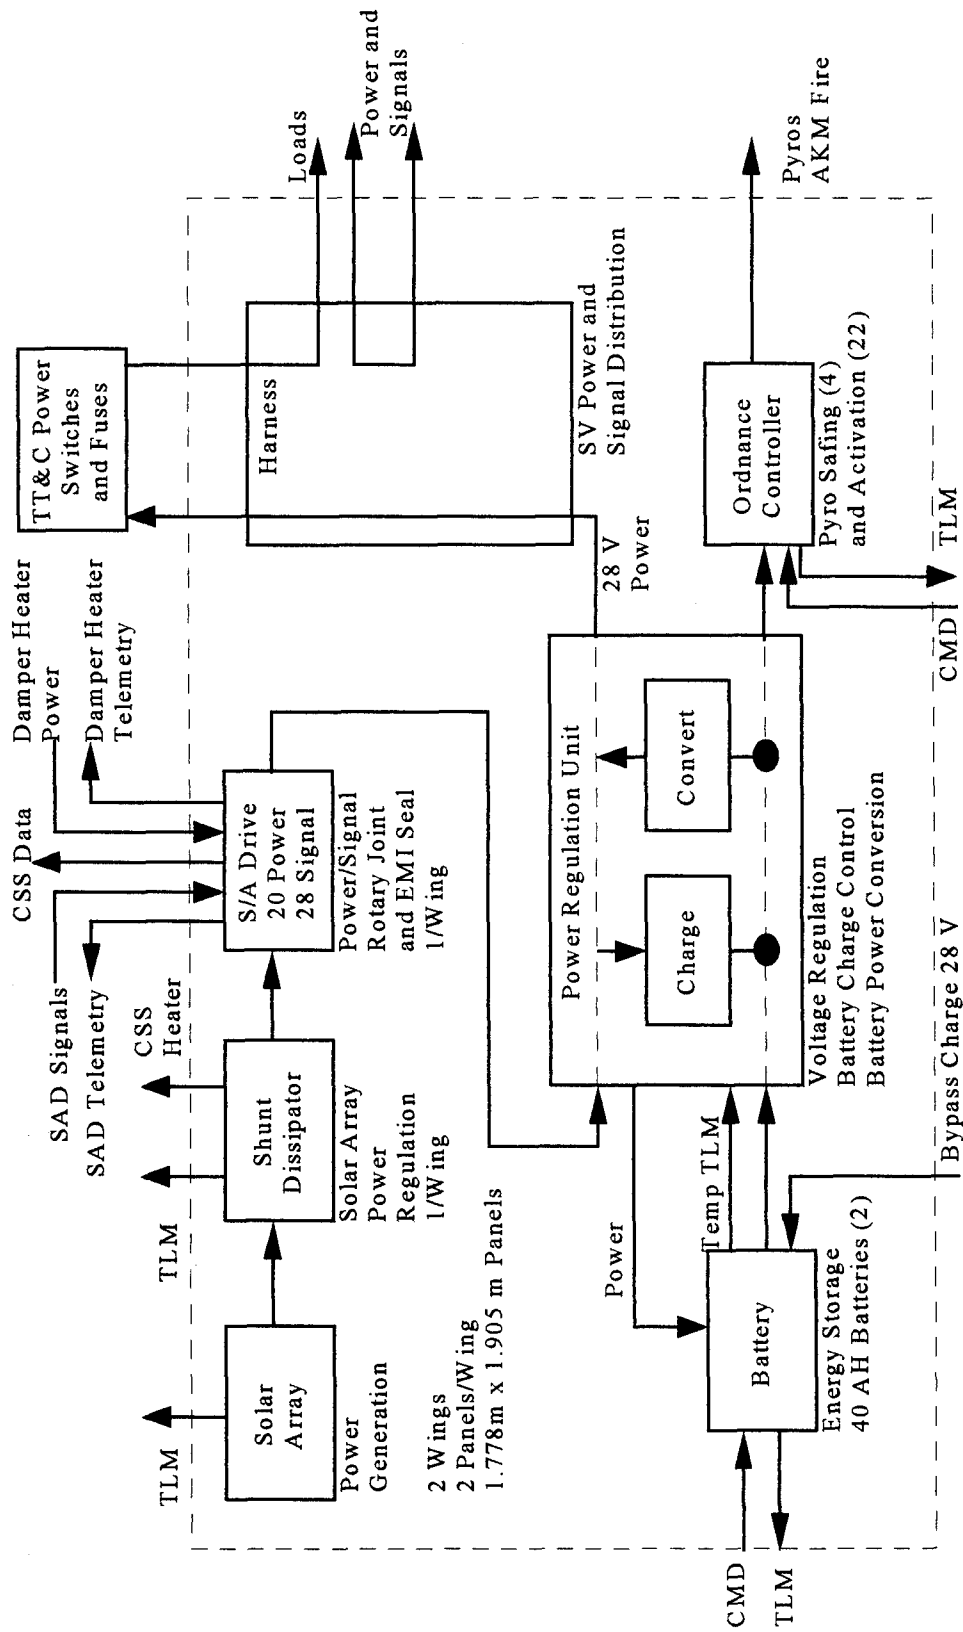 TLM
Solar
Array
Power
Generation
2 Wings
2 Panels/Wing
1.778m x 1.905 m Panels
TLM
CSS
Heater
Shunt
Dissipator
Solar Array
Power
Regulation
1/Wing
SAD Signals
SAD Telemetry
CSS Data
Damper Heater
Power
Damper Heater
Telemetry
S/A Drive
20 Power
28 Signal
Power/Signal
Rotary Joint
and EMI Seal
1/Wing
TT&C Power
Switches
and Fuses
Harness
SV Power and
Signal Distribution
Loads
Power and
Signals
28 V
Power
Power Regulation Unit
Charge
Convert
Voltage Regulation
Battery Charge Control
Battery Power Conversion
Power
Temp TLM
Battery
Energy Storage
40 AH Batteries (2)
CMD
TLM
Bypass Charge 28 V
Ordnance
Controller
Pyro Safing (4)
and Activation (22)
CMD
TLM
Pyros
AKM Fire